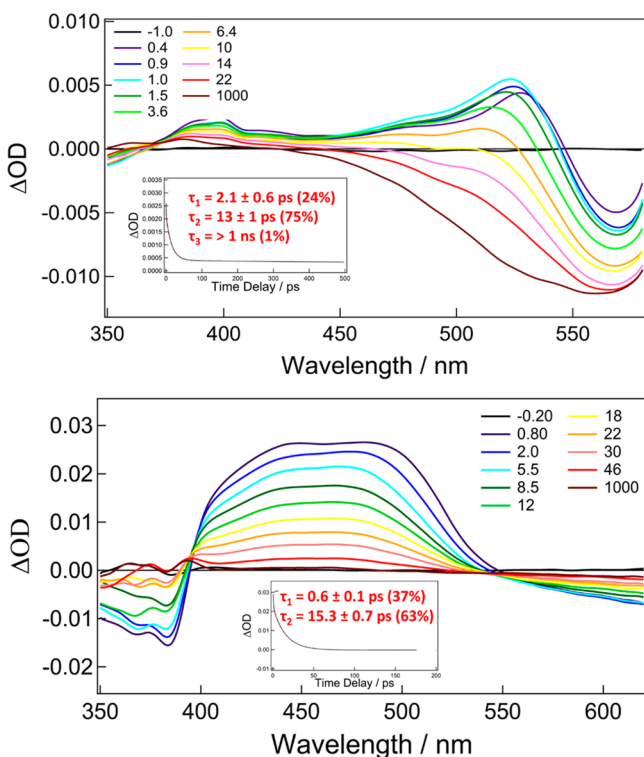 -1.0 6.4
0.4 10
0.9 14
1.0 22
1.5 1000
3.6
0.010
0.005
0.000
-0.005
-0.010
ΔOD
0.0035
0.0030
0.0025
0.0020
0.0015
0.0010
0.0005
0.0000
ΔOD
τ1 = 2.1 ± 0.6 ps (24%)
τ2 = 13 ± 1 ps (75%)
τ3 = > 1 ns (1%)
0 100 200 300 400 500
Time Delay / ps
350 400 450 500 550
Wavelength / nm
-0.20 18
0.80 22
2.0 30
5.5 46
8.5 1000
12
0.03
0.02
0.01
0.00
-0.01
-0.02
ΔOD
0.03
0.02
0.01
0.00
-0.01
ΔOD
τ1 = 0.6 ± 0.1 ps (37%)
τ2 = 15.3 ± 0.7 ps (63%)
0 50 100 150 200
Time Delay / ps
350 400 450 500 550 600
Wavelength / nm